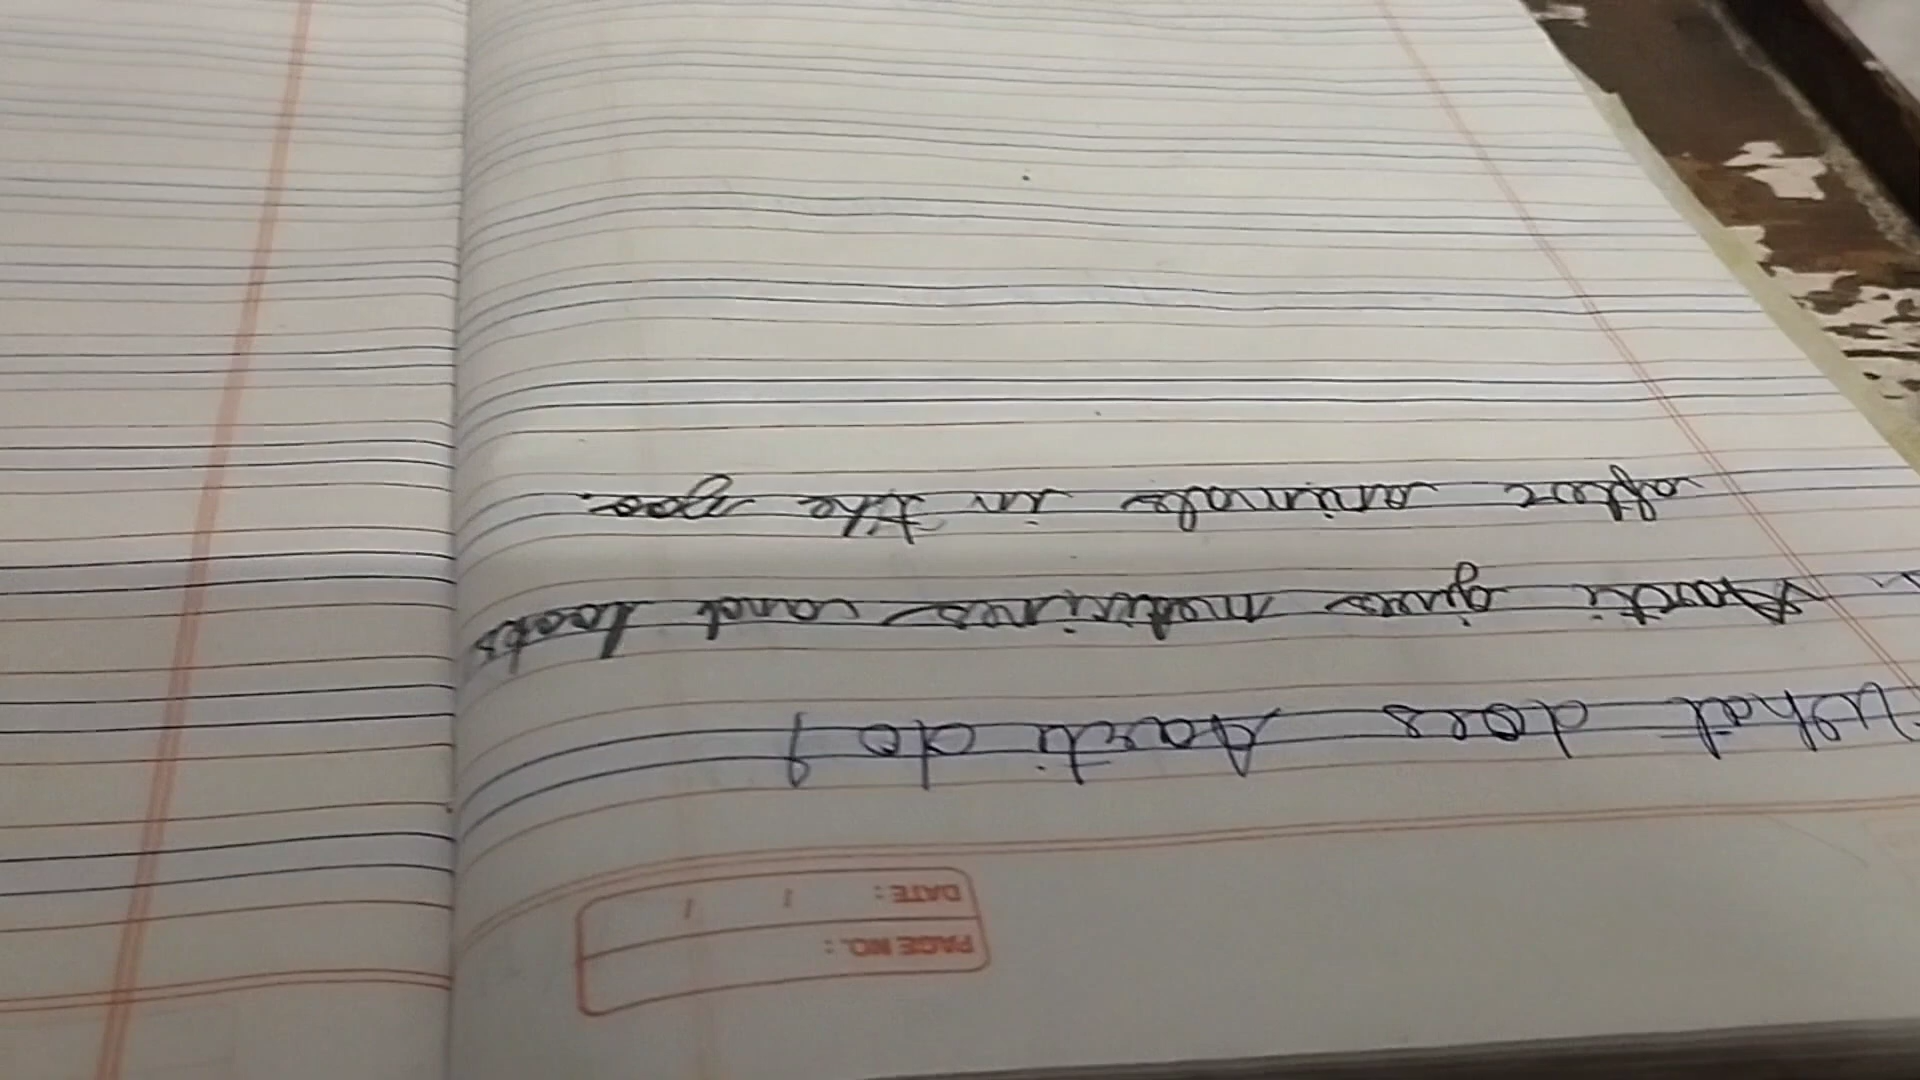 PAGE NO. :
DATE : / /
What does Aarti do ?
Aarti gives medicines and looks
after animals in the zoo.